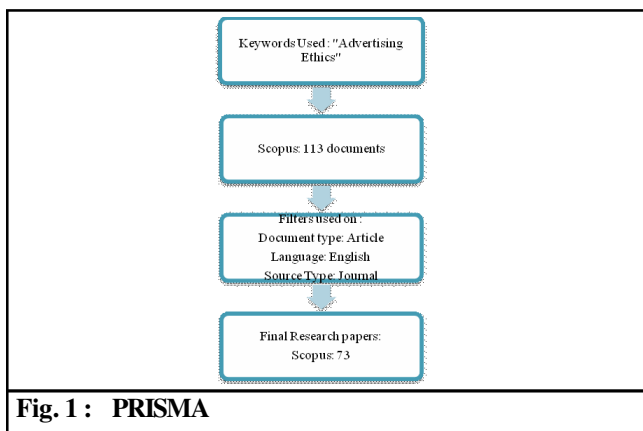 Keywords Used : "Advertising
Ethics"
Scopus: 113 documents
Filters used on :
Document type: Article
Language: English
Source Type: Journal
Final Research papers:
Scopus: 73
Fig. 1 : PRISMA